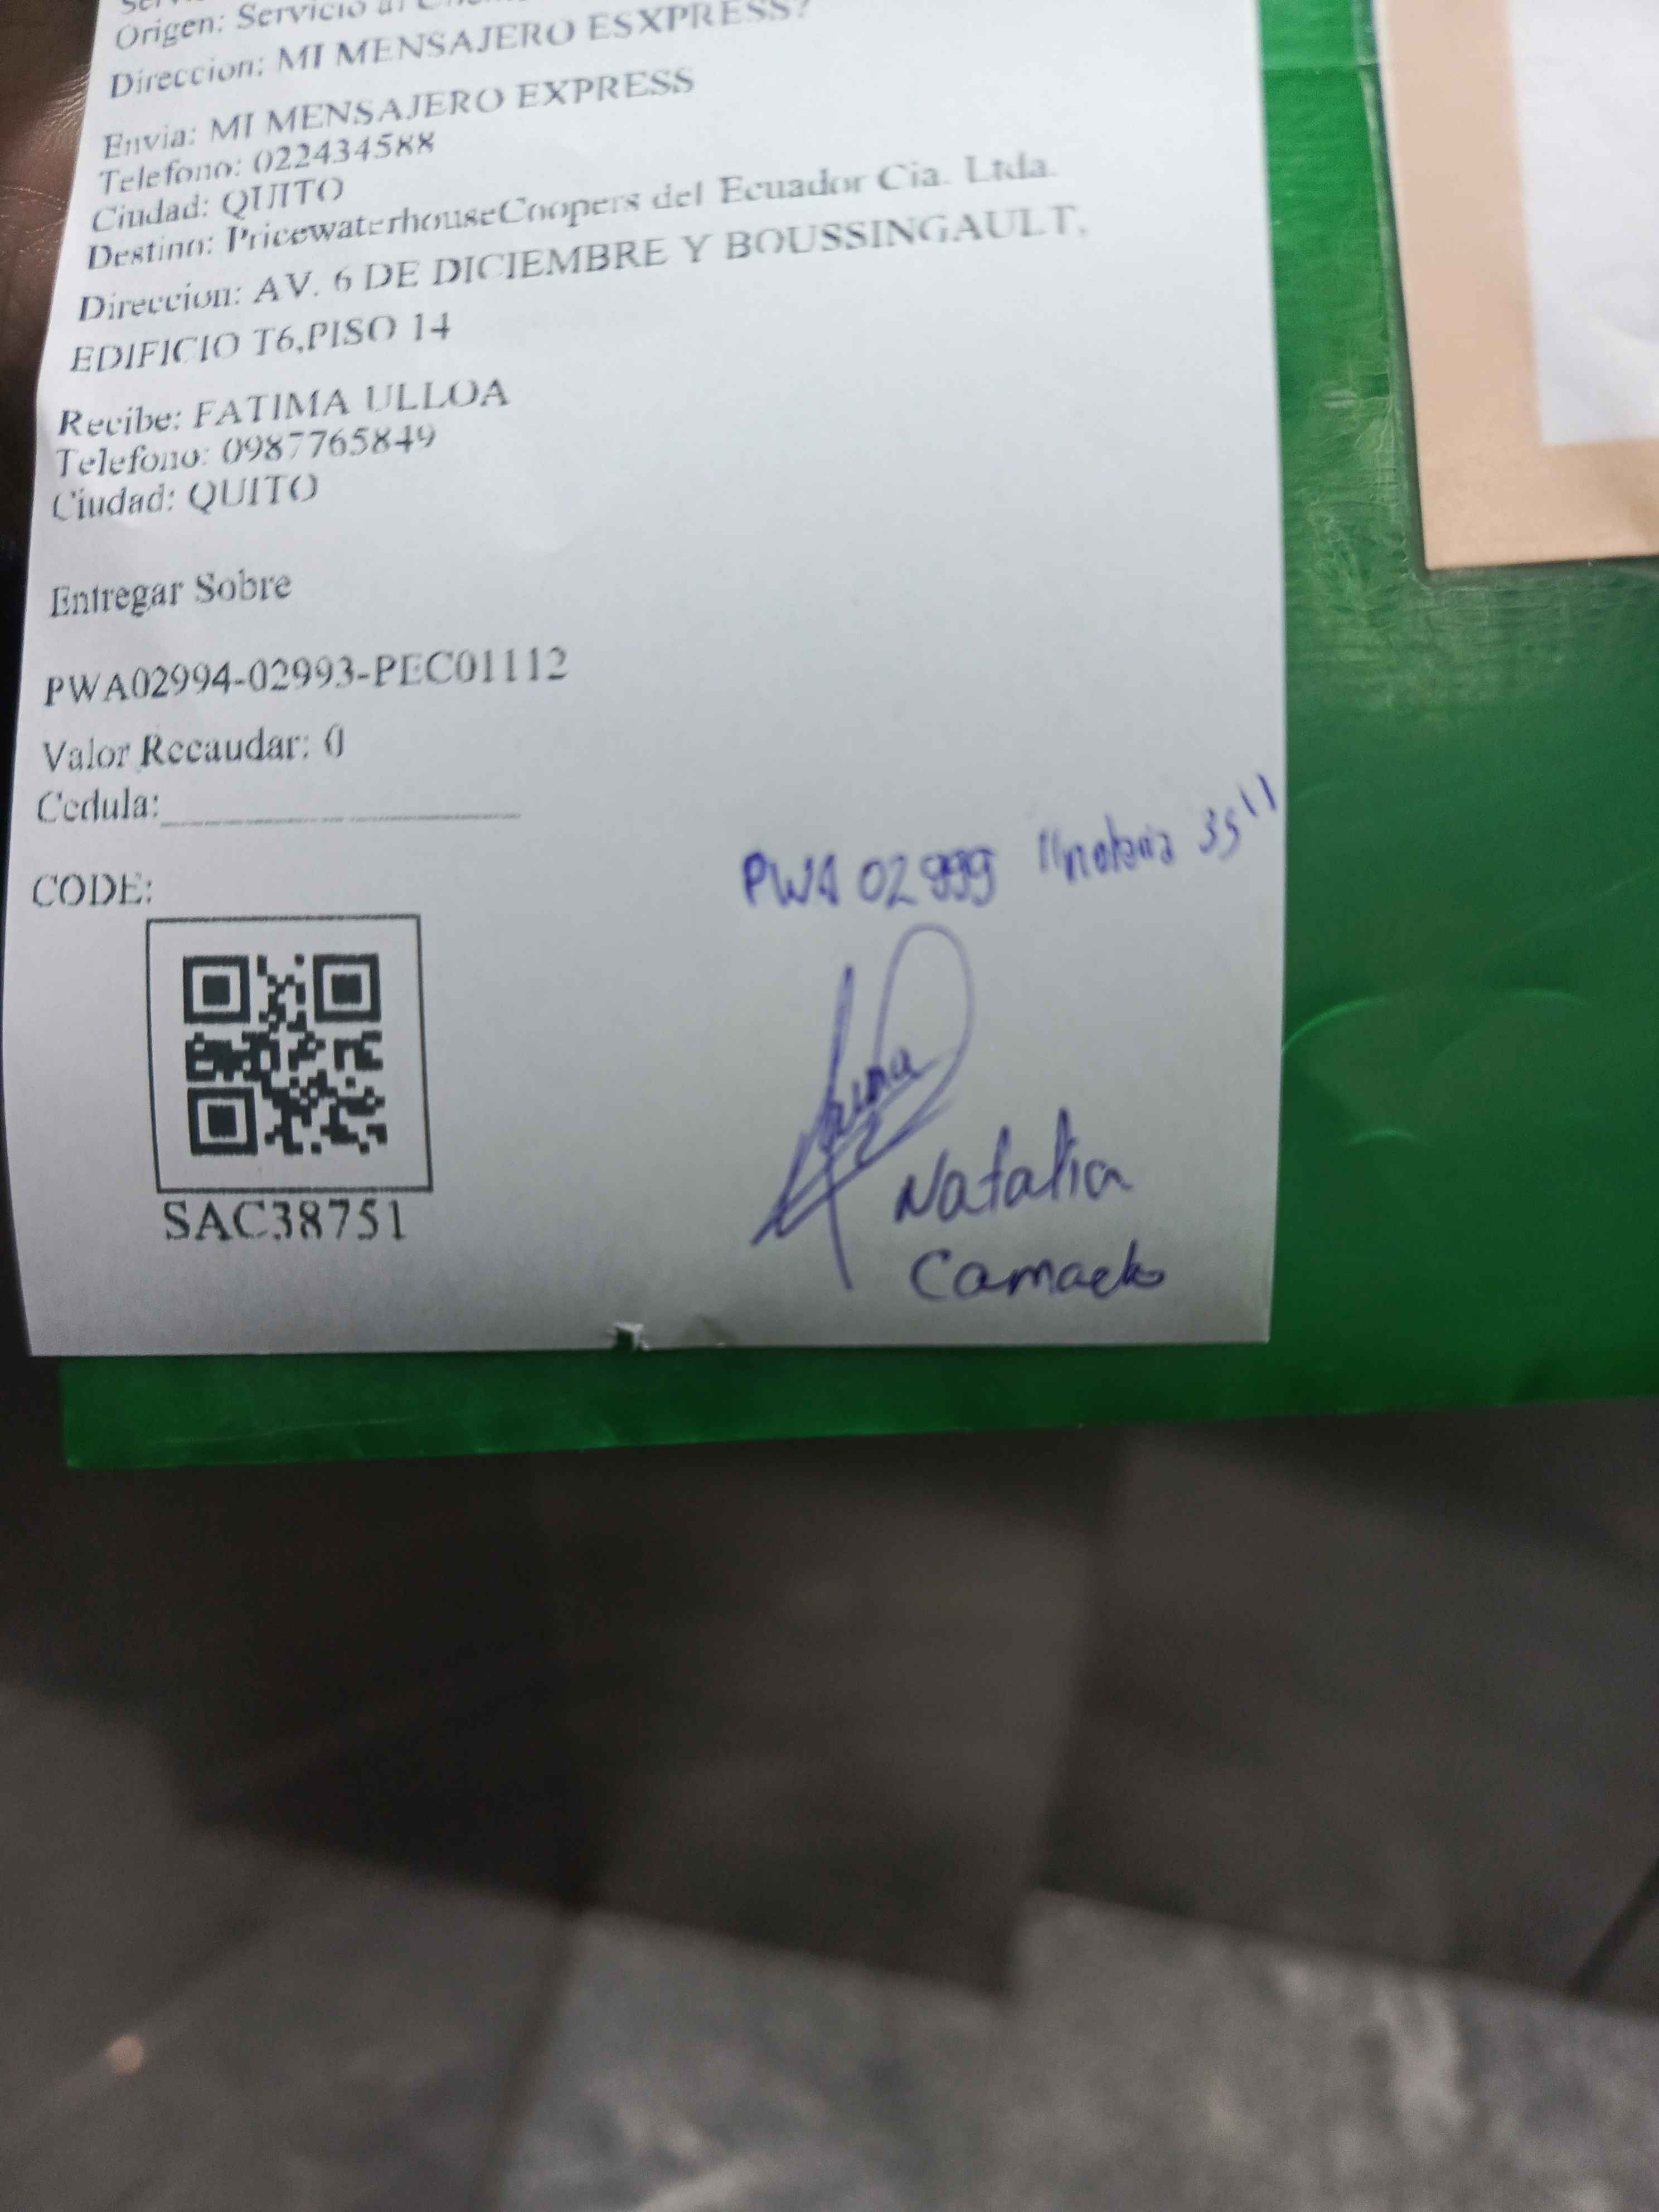 Origen: Servicio al
Direccion: MI MENSAJERO ESXPRESS?
Envia: MI MENSAJERO EXPRESS
Telefono: 022434588
Ciudad: QUITO
Destino: PricewaterhouseCoopers del Ecuador Cia. Ltda.
Direccion: AV. 6 DE DICIEMBRE Y BOUSSINGAULT,
EDIFICIO T6,PISO 14
Recibe: FATIMA ULLOA
Telefono: 0987765849
Ciudad: QUITO
Entregar Sobre
PWA02994-02993-PEC01112
Valor Recaudar: 0
Cedula:
CODE:
PWA 02999 "notaria 35"
Natalia
SAC38751